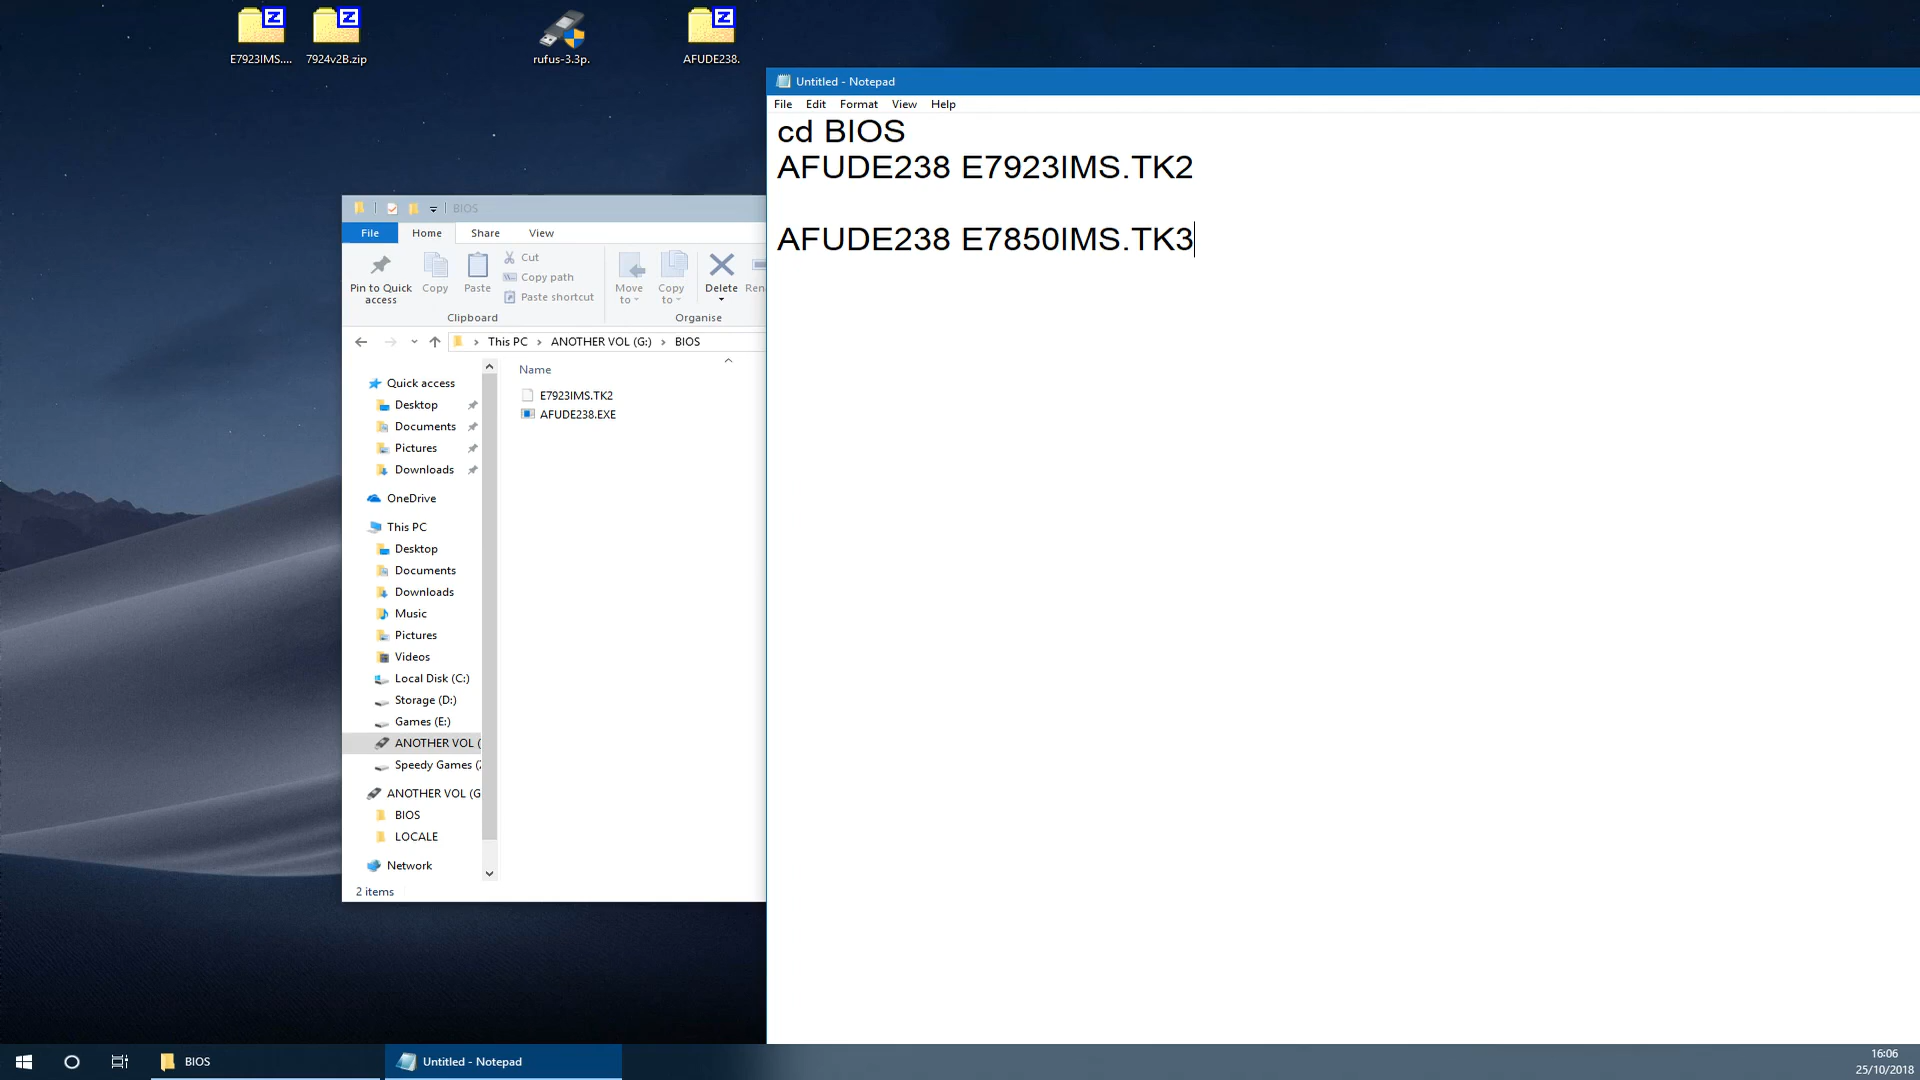 E7923IMS....
7924v2B.zip
rufus-3.3p.
AFUDE238.
Untitled - Notepad
File Edit Format View Help
cd BIOS
AFUDE238 E7923IMS.TK2
AFUDE238 E7850IMS.TK3
BIOS
File Home Share View
Pin to Quick access
Copy
Paste
Cut
Copy path
Paste shortcut
Clipboard
Move to
Copy to
Delete
Ren
Organise
This PC > ANOTHER VOL (G:) > BIOS
Name
E7923IMS.TK2
AFUDE238.EXE
Quick access
Desktop
Documents
Pictures
Downloads
OneDrive
This PC
Desktop
Documents
Downloads
Music
Pictures
Videos
Local Disk (C:)
Storage (D:)
Games (E:)
ANOTHER VOL (
Speedy Games (
ANOTHER VOL (G
BIOS
LOCALE
Network
2 items
BIOS
Untitled - Notepad
16:06
25/10/2018